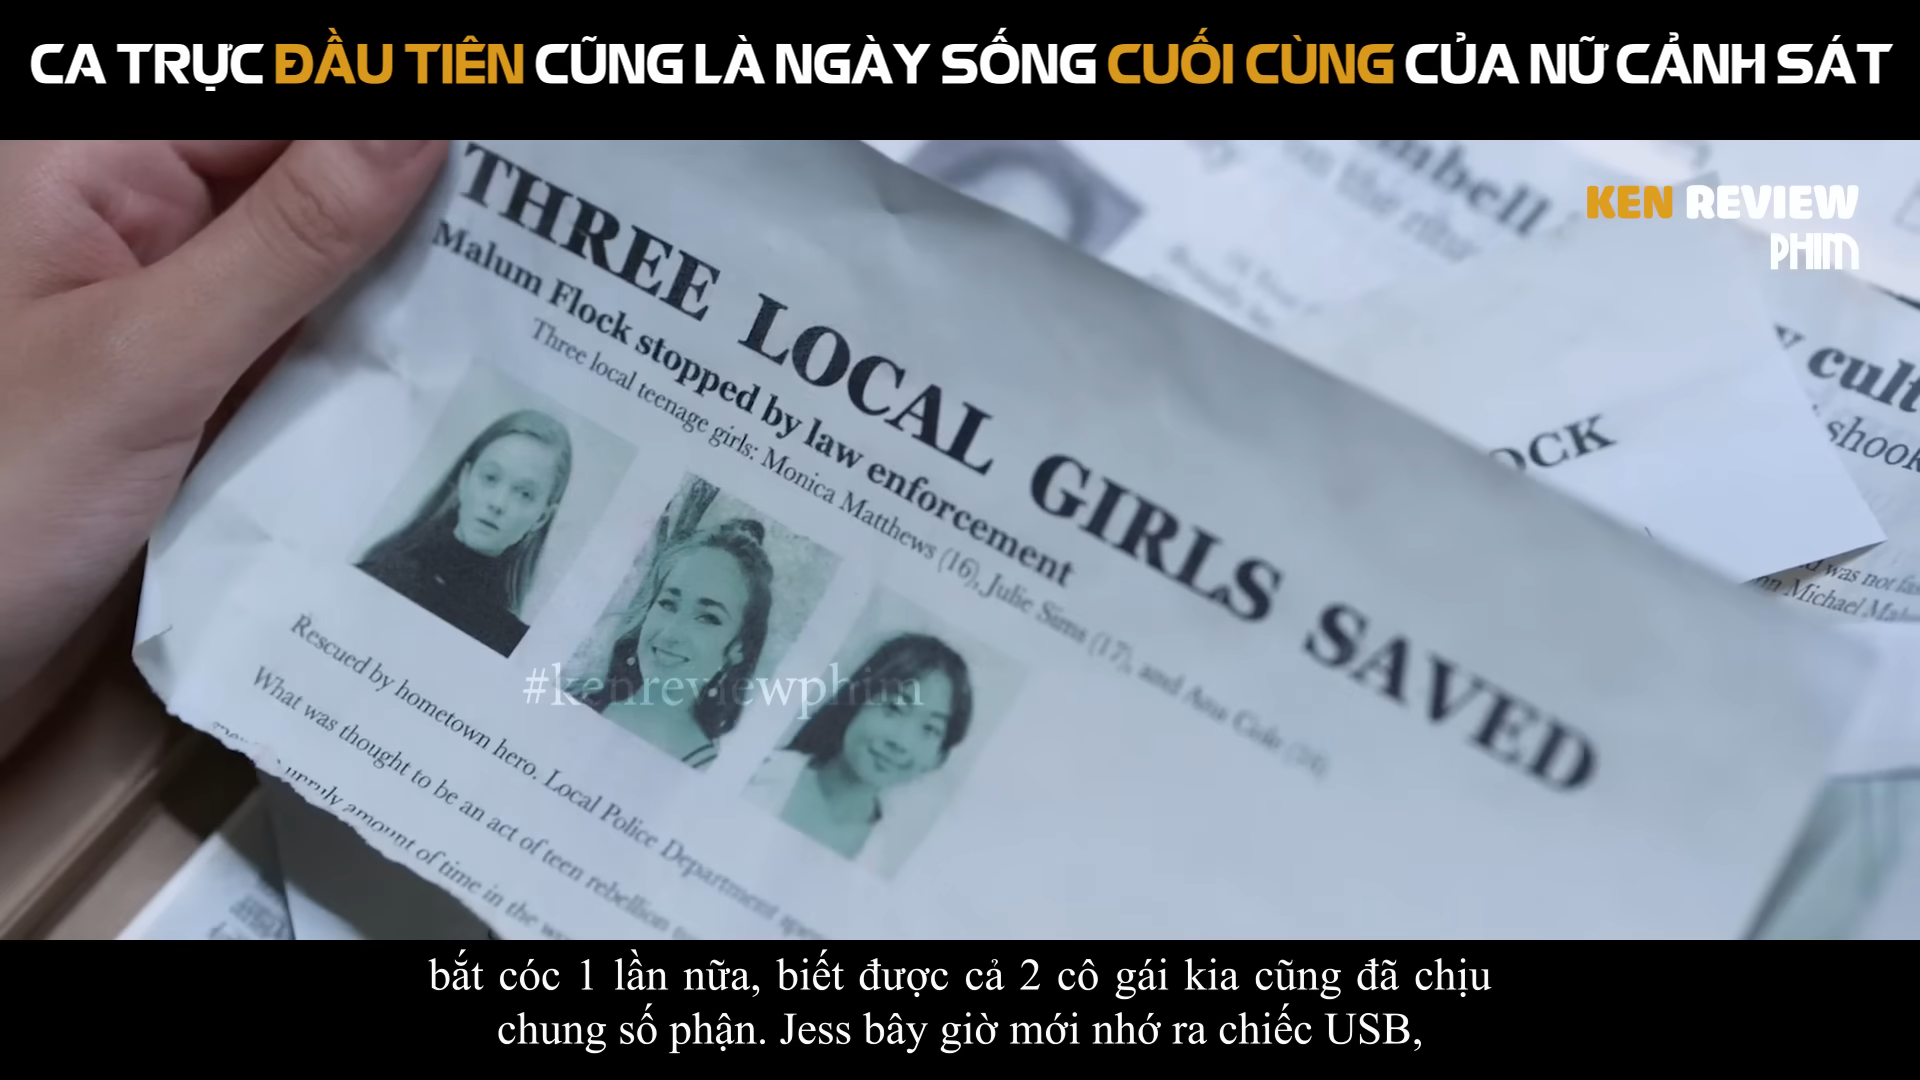 CA TRỰC ĐẦU TIÊN CŨNG LÀ NGÀY SỐNG CUỐI CÙNG CỦA NỮ CẢNH SÁT
KEN REVIEW
PHIM
THREE LOCAL GIRLS SAVED
Malum Flock stopped by law enforcement
Three local teenage girls: Monica Matthews (16), Julie Sims (17), and Ana Cole
Rescued by hometown hero. Local Police Department
What was thought to be an act of teen rebellion
amount of time in the
cult
shook
was not
Michael
#kenreviewphim
bắt cóc 1 lần nữa, biết được cả 2 cô gái kia cũng đã chịu
chung số phận. Jess bây giờ mới nhớ ra chiếc USB,